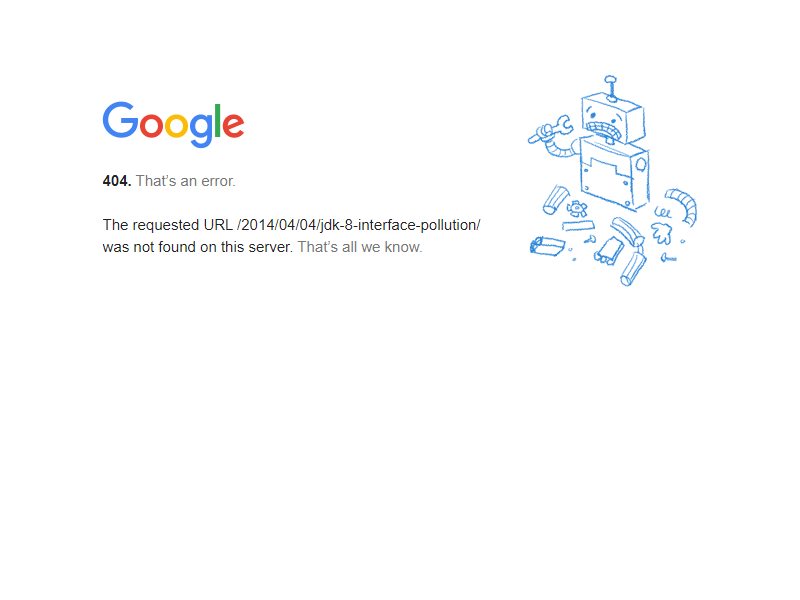 Google
404. That’s an error.
The requested URL /2014/04/04/jdk-8-interface-pollution/
was not found on this server. That’s all we know.